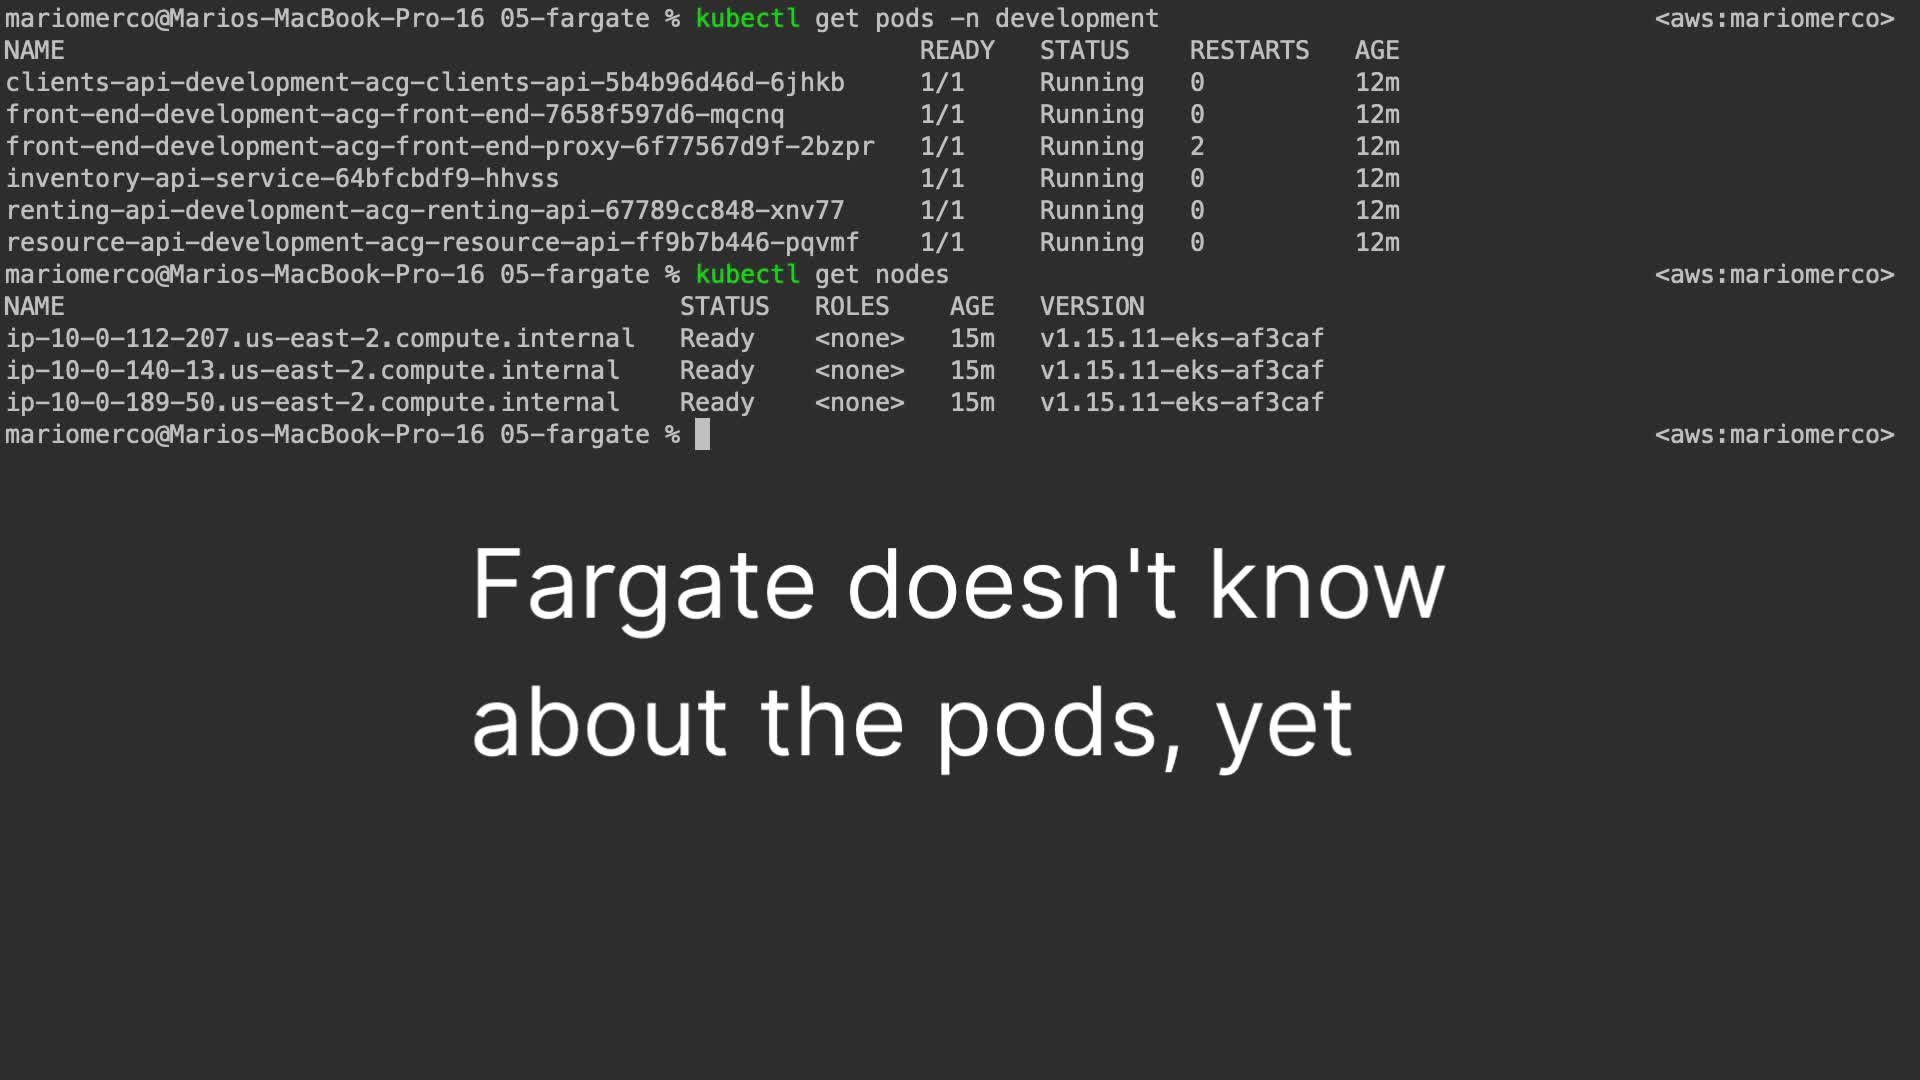 mariomerco@Marios-MacBook-Pro-16 05-fargate % kubectl get pods -n development <aws:mariomerco>
NAME READY STATUS RESTARTS AGE
clients-api-development-acg-clients-api-5b4b96d46d-6jhkb 1/1 Running 0 12m
front-end-development-acg-front-end-7658f597d6-mqcnq 1/1 Running 0 12m
front-end-development-acg-front-end-proxy-6f77567d9f-2bzpr 1/1 Running 2 12m
inventory-api-service-64bfcbdf9-hhvss 1/1 Running 0 12m
renting-api-development-acg-renting-api-67789cc848-xnv77 1/1 Running 0 12m
resource-api-development-acg-resource-api-ff9b7b446-pqvmf 1/1 Running 0 12m
mariomerco@Marios-MacBook-Pro-16 05-fargate % kubectl get nodes <aws:mariomerco>
NAME STATUS ROLES AGE VERSION
ip-10-0-112-207.us-east-2.compute.internal Ready <none> 15m v1.15.11-eks-af3caf
ip-10-0-140-13.us-east-2.compute.internal Ready <none> 15m v1.15.11-eks-af3caf
ip-10-0-189-50.us-east-2.compute.internal Ready <none> 15m v1.15.11-eks-af3caf
mariomerco@Marios-MacBook-Pro-16 05-fargate % <aws:mariomerco>
Fargate doesn't know
about the pods, yet